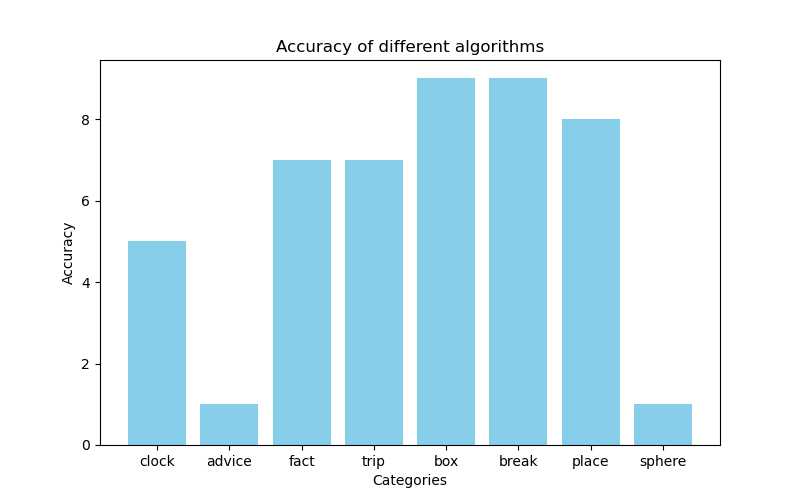 Accuracy of different algorithms
8
6
4
2
0
Accuracy
clock advice fact trip box break place sphere
Categories